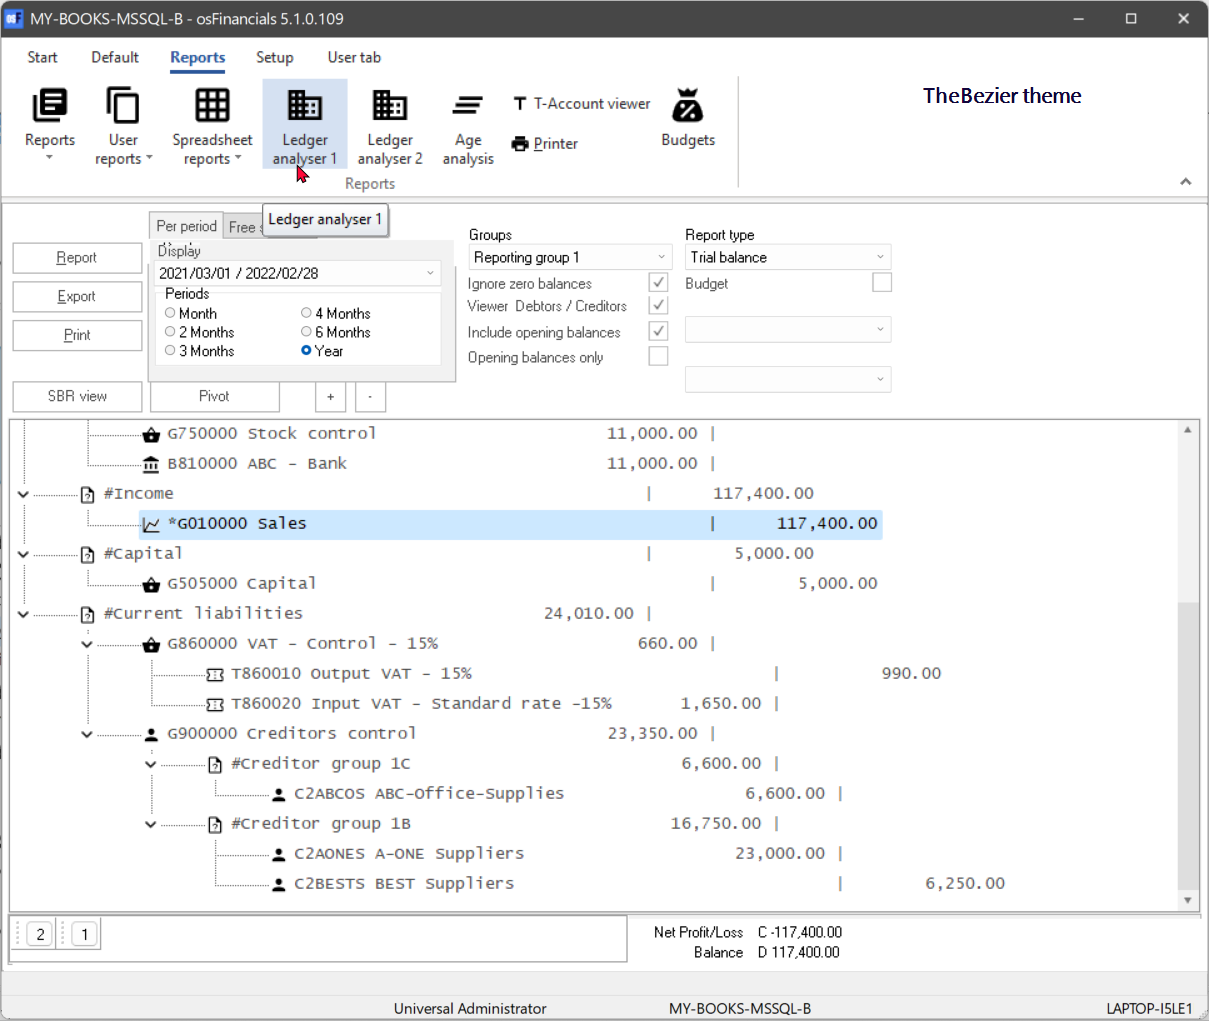 MY-BOOKS-MSSQL-B - osFinancials 5.1.0.109
Start Default Reports Setup User tab
Reports
User reports
Spreadsheet reports
Ledger analyser 1
Ledger analyser 2
Age analysis
T-Account viewer
Printer
Budgets
Reports
TheBezier theme
Ledger analyser 1
Per period Free
Display
2021/03/01 / 2022/02/28
Periods
Month 4 Months
2 Months 6 Months
3 Months Year
Report
Export
Print
SBR view Pivot + -
Groups
Reporting group 1
Ignore zero balances
Viewer Debtors / Creditors
Include opening balances
Opening balances only
Report type
Trial balance
Budget
G750000 Stock control 11,000.00 |
B810000 ABC - Bank 11,000.00 |
#Income | 117,400.00
*G010000 Sales | 117,400.00
#Capital | 5,000.00
G505000 Capital | 5,000.00
#Current liabilities 24,010.00 |
G860000 VAT - Control - 15% 660.00 |
T860010 Output VAT - 15% | 990.00
T860020 Input VAT - Standard rate -15% 1,650.00 |
G900000 Creditors control 23,350.00 |
#Creditor group 1C 6,600.00 |
C2ABCOS ABC-Office-Supplies 6,600.00 |
#Creditor group 1B 16,750.00 |
C2AONES A-ONE Suppliers 23,000.00 |
C2BESTS BEST Suppliers | 6,250.00
2 1
Net Profit/Loss C -117,400.00
Balance D 117,400.00
Universal Administrator MY-BOOKS-MSSQL-B LAPTOP-I5LE1